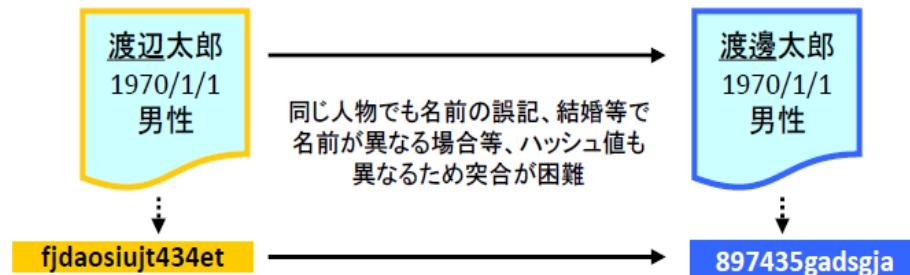 渡辺太郎
1970/1/1
男性
同じ人物でも名前の誤記、結婚等で
名前が異なる場合等、ハッシュ値も
異なるため突合が困難
渡邊太郎
1970/1/1
男性
fjdaosiujt434et
897435gadsgja